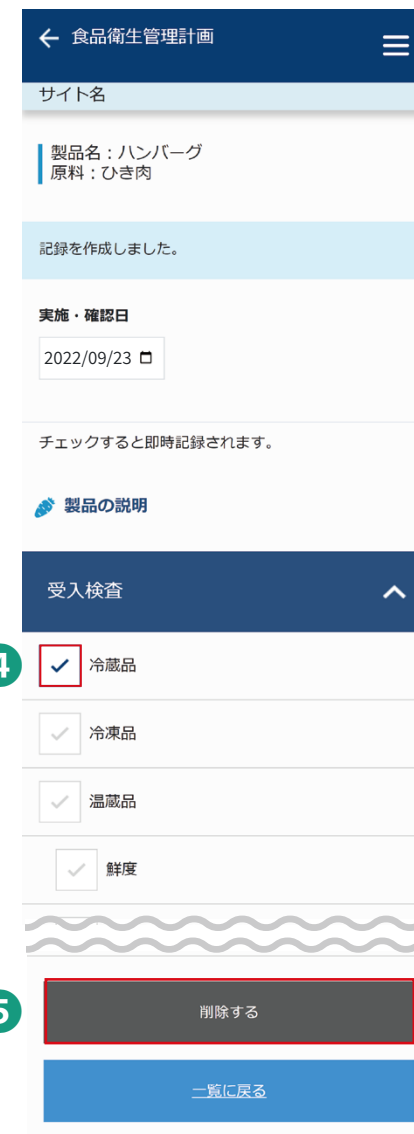 食品衛生管理計画
サイト名
製品名：ハンバーグ
原料：ひき肉
記録を作成しました。
実施・確認日
2022/09/23
チェックすると即時記録されます。
製品の説明
受入検査
4
冷蔵品
冷凍品
温蔵品
鮮度
5
削除する
一覧に戻る